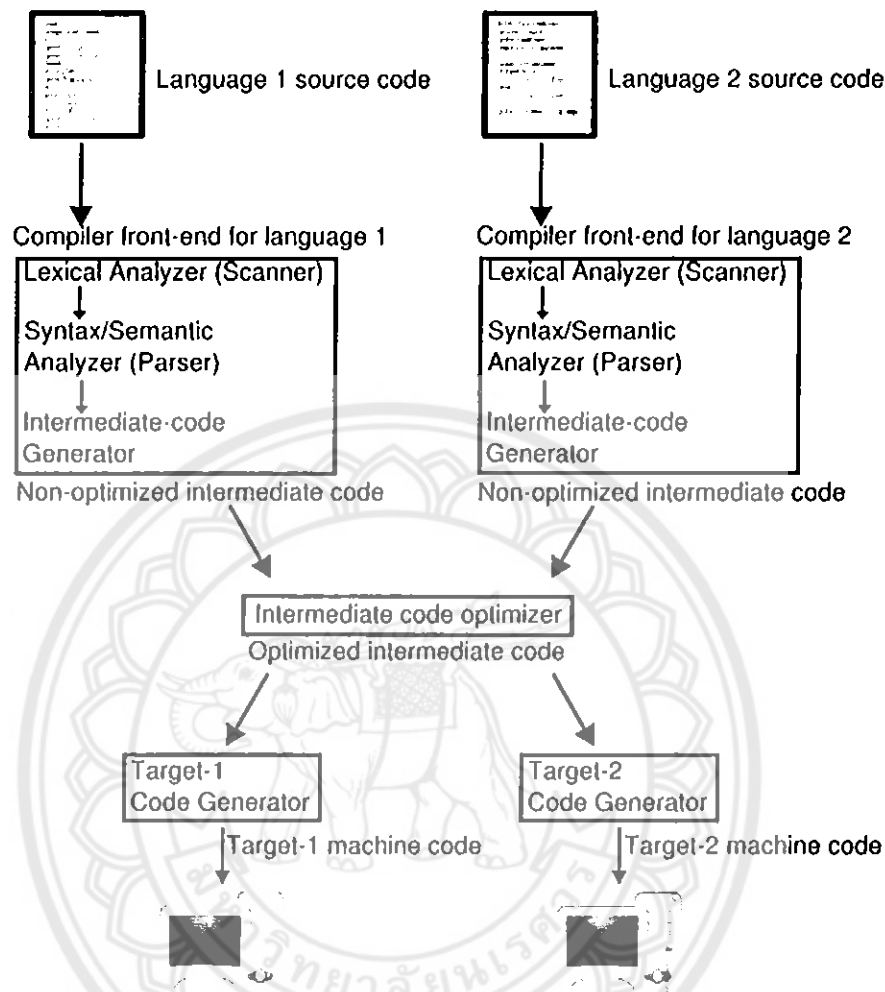 Language 1 source code
Language 2 source code
Compiler front-end for language 1
Lexical Analyzer (Scanner)
Syntax/Semantic
Analyzer (Parser)
Intermediate-code
Generator
Non-optimized intermediate code
Compiler front-end for language 2
Lexical Analyzer (Scanner)
Syntax/Semantic
Analyzer (Parser)
Intermediate-code
Generator
Non-optimized intermediate code
Intermediate code optimizer
Optimized intermediate code
Target-1
Code Generator
Target-1 machine code
Target-2
Code Generator
Target-2 machine code